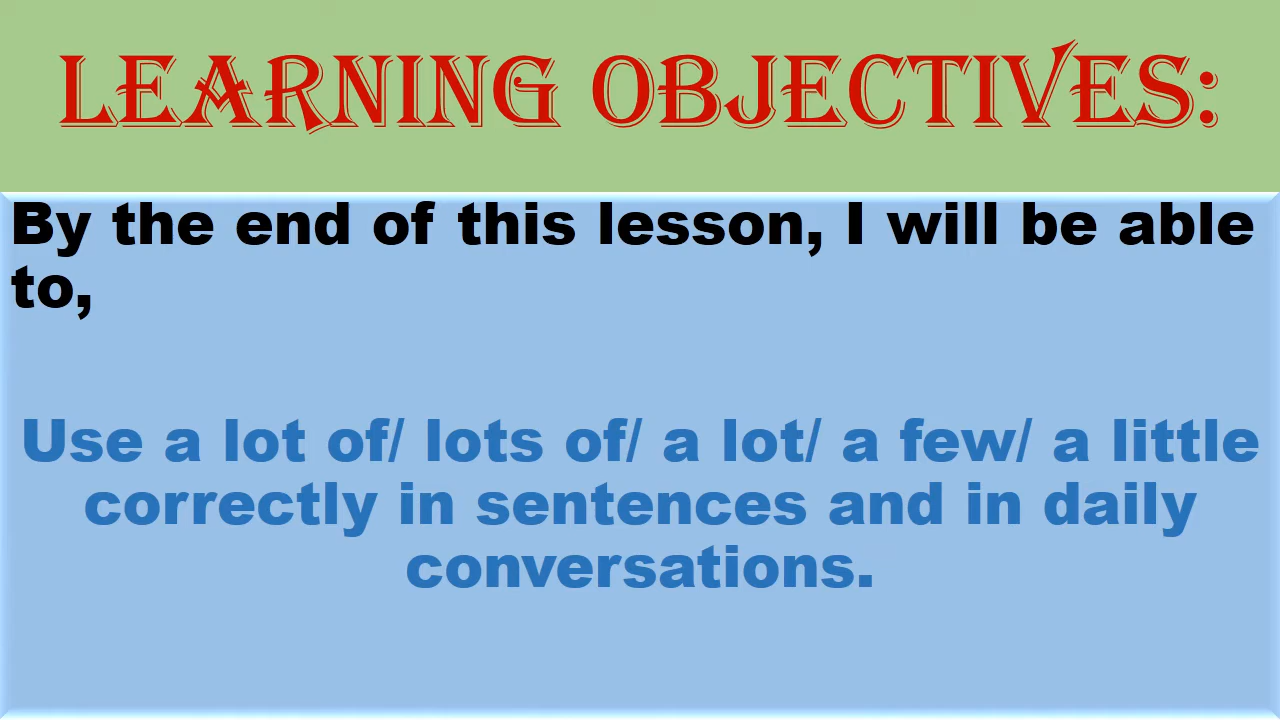 LEARNING OBJECTIVES:
By the end of this lesson, I will be able
to,
Use a lot of/ lots of/ a lot/ a few/ a little
correctly in sentences and in daily
conversations.